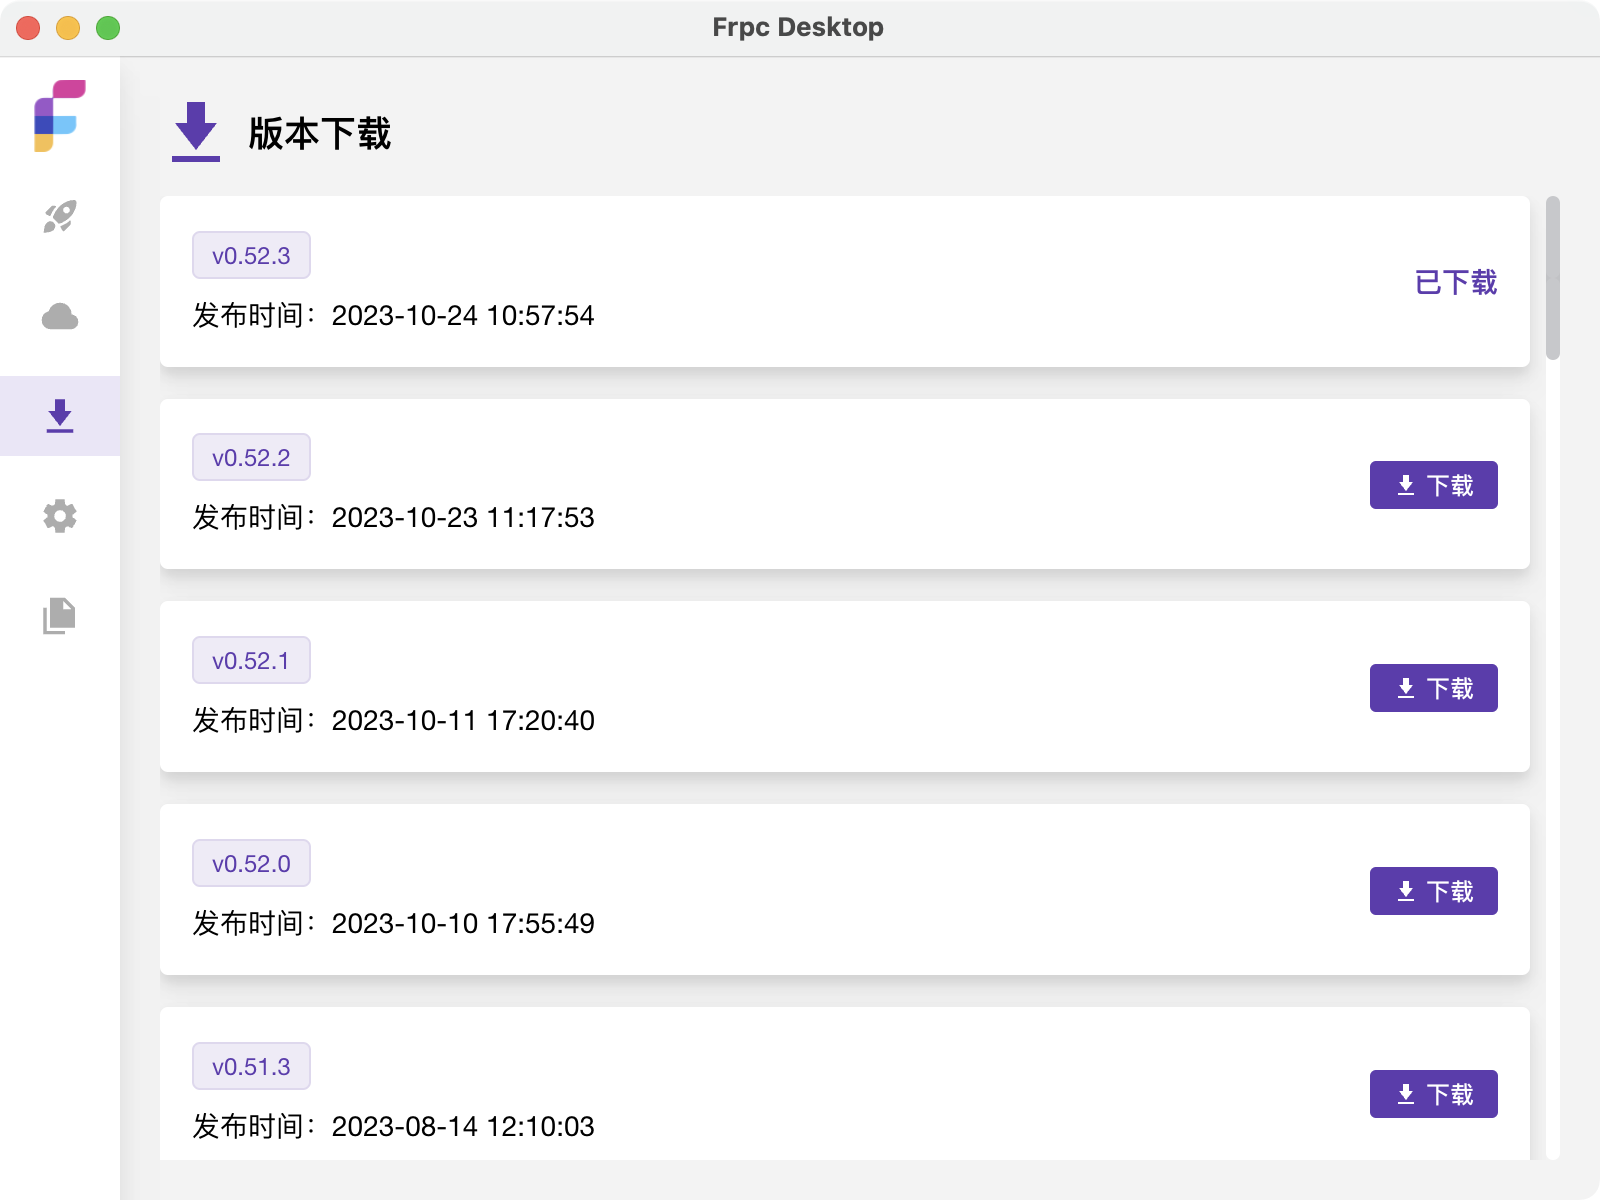 Frpc Desktop
版本下载
v0.52.3
发布时间：2023-10-24 10:57:54
已下载
v0.52.2
发布时间：2023-10-23 11:17:53
下载
v0.52.1
发布时间：2023-10-11 17:20:40
下载
v0.52.0
发布时间：2023-10-10 17:55:49
下载
v0.51.3
发布时间：2023-08-14 12:10:03
下载